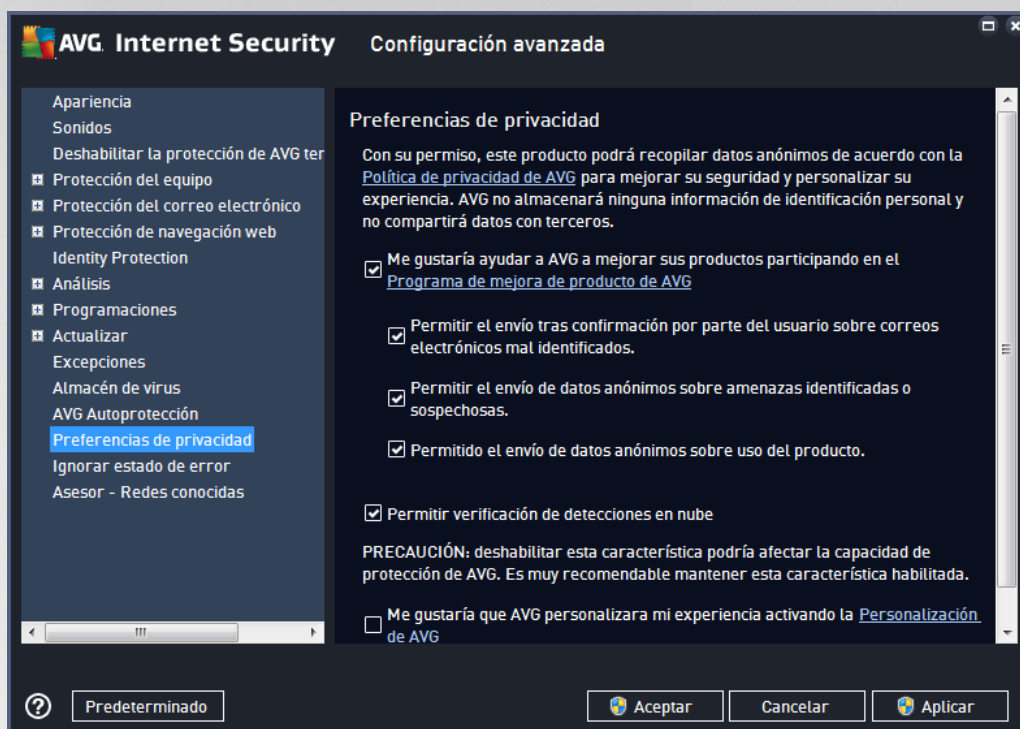 AVG. Internet Security
Configuración avanzada
Apariencia
Sonidos
Deshabilitar la protección de AVG ter
Protección del equipo
Protección del correo electrónico
Protección de navegación web
Identity Protection
Análisis
Programaciones
Actualizar
Excepciones
Almacén de virus
AVG Autoprotección
Preferencias de privacidad
Ignorar estado de error
Asesor - Redes conocidas
Preferencias de privacidad
Con su permiso, este producto podrá recopilar datos anónimos de acuerdo con la
Política de privacidad de AVG para mejorar su seguridad y personalizar su
experiencia. AVG no almacenará ninguna información de identificación personal y
no compartirá datos con terceros.
Me gustaría ayudar a AVG a mejorar sus productos participando en el
Programa de mejora de producto de AVG
Permitir el envío tras confirmación por parte del usuario sobre correos
electrónicos mal identificados.
Permitir el envío de datos anónimos sobre amenazas identificadas o
sospechosas.
Permitido el envío de datos anónimos sobre uso del producto.
Permitir verificación de detecciones en nube
PRECAUCIÓN: deshabilitar esta característica podría afectar la capacidad de
protección de AVG. Es muy recomendable mantener esta característica habilitada.
Me gustaría que AVG personalizara mi experiencia activando la Personalización
de AVG
Predeterminado
Aceptar
Cancelar
Aplicar